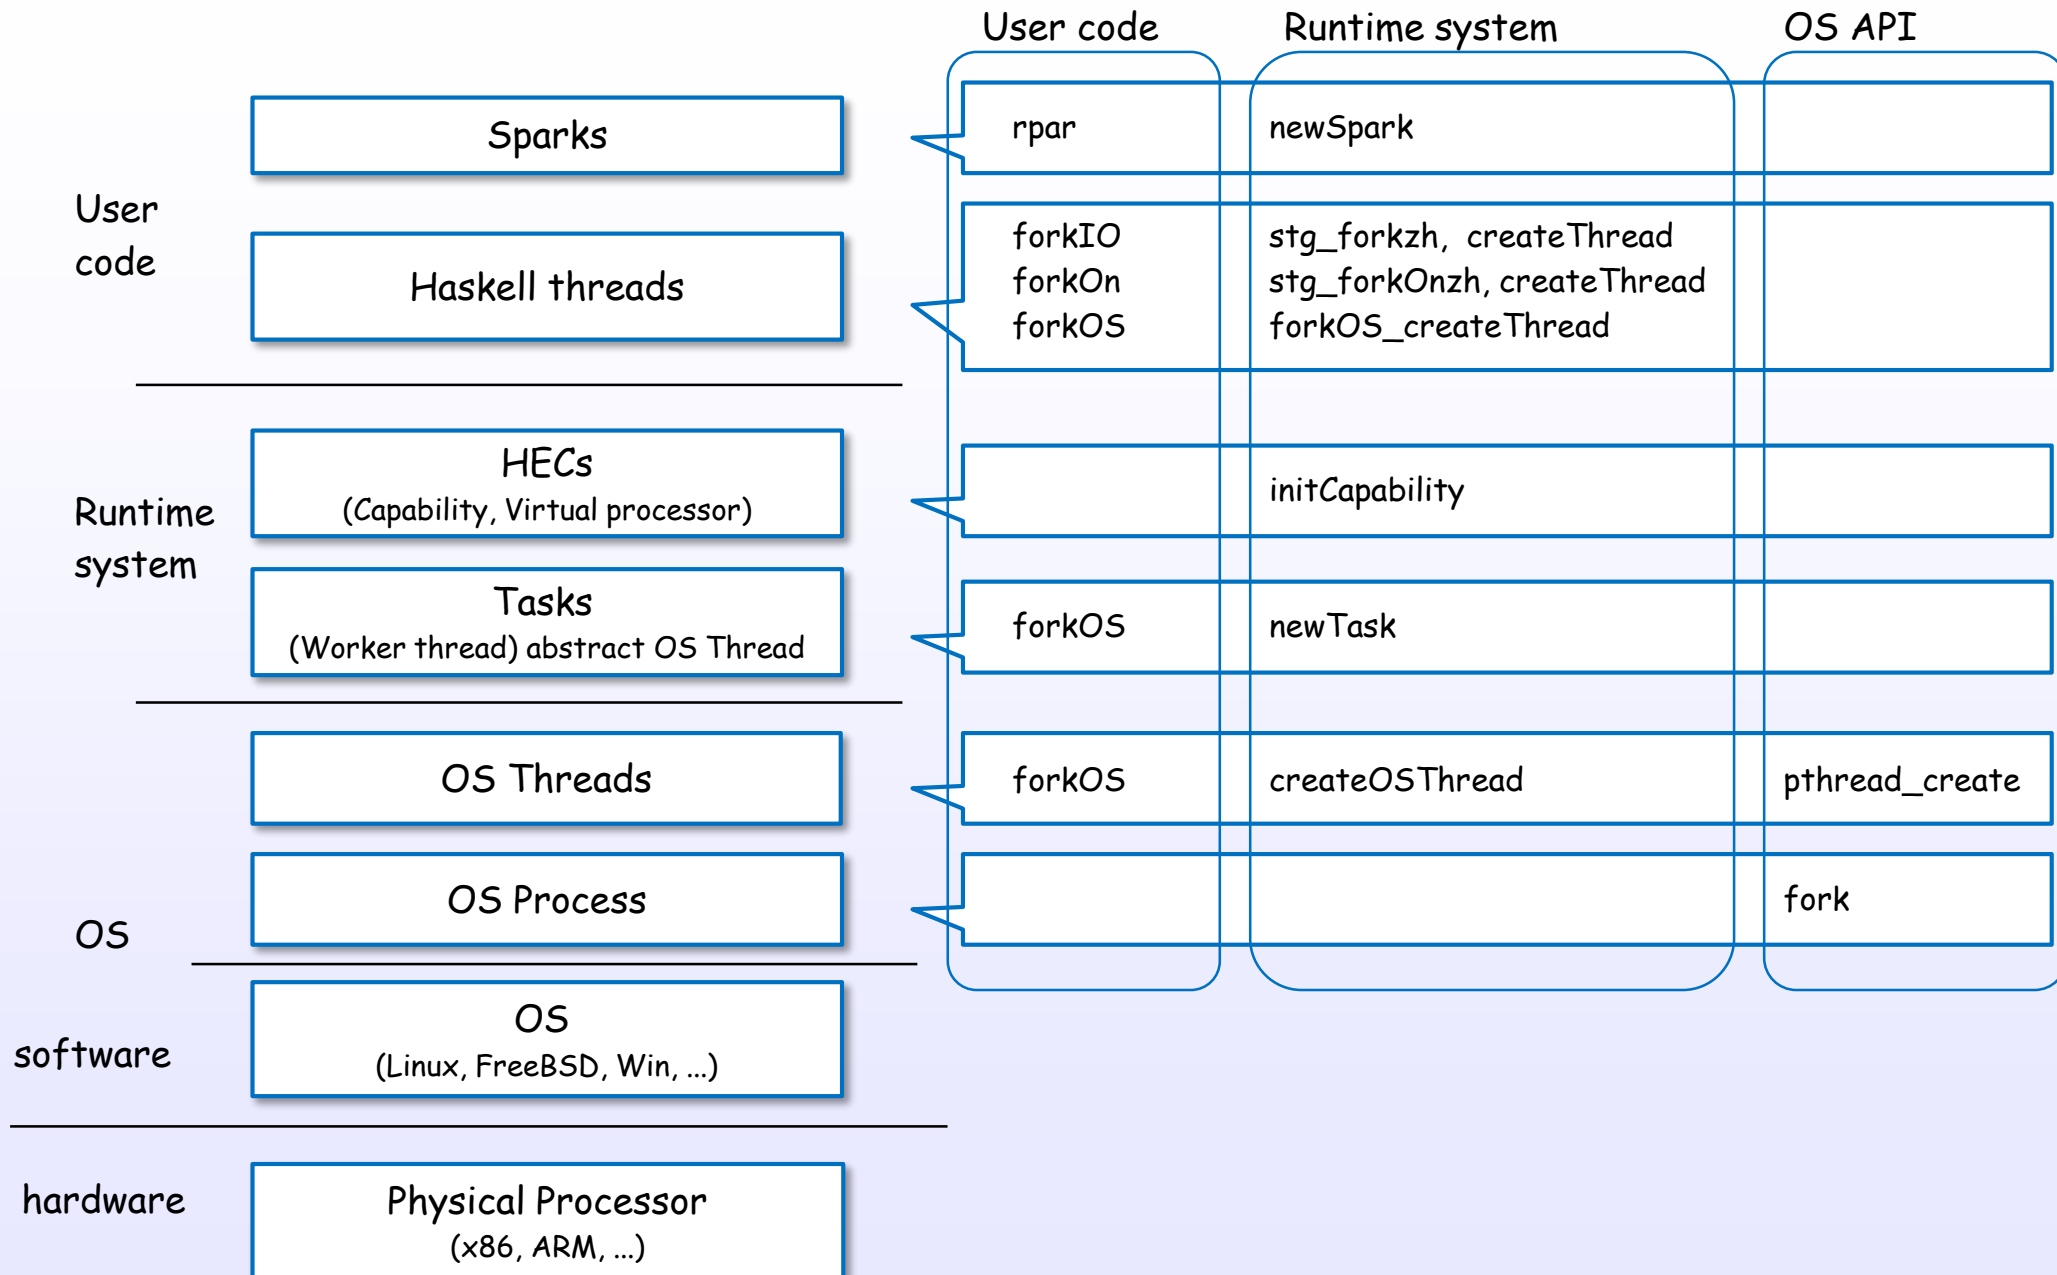 User code Runtime system OS API
Sparks
rpar newSpark
User
code
Haskell threads
forkIO stg_forkzh, createThread
forkOn stg_forkOnzh, createThread
forkOS forkOS_createThread
Runtime
system
HECs
(Capability, Virtual processor)
initCapability
Tasks
(Worker thread) abstract OS Thread
forkOS newTask
OS Threads
forkOS createOSThread pthread_create
OS Process
fork
OS
software
OS
(Linux, FreeBSD, Win, ...)
hardware
Physical Processor
(x86, ARM, ...)